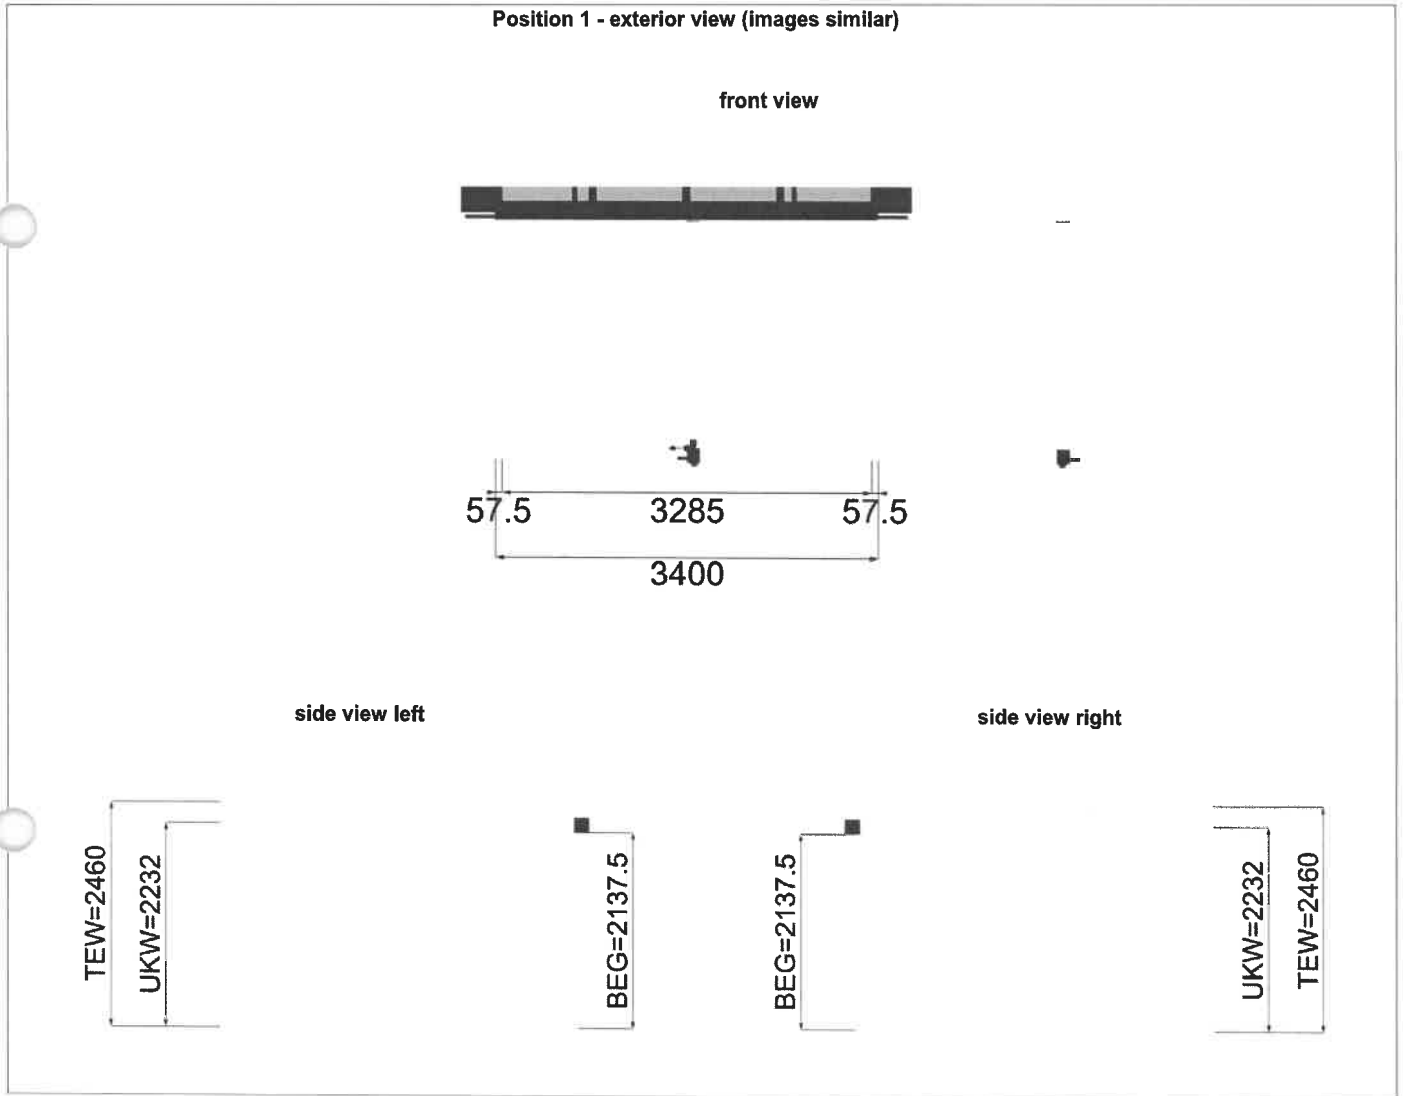 Position 1 - exterior view (images similar)
front view
57.5
3285
57.5
3400
side view left
side view right
TEW=2460
UKW=2232
BEG=2137.5
BEG=2137.5
UKW=2232
TEW=2460